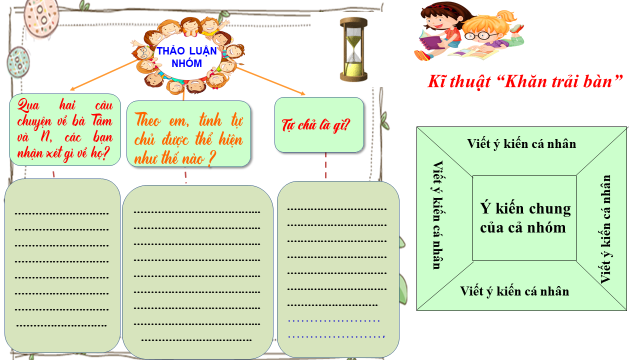 THẢO LUẬN
NHÓM
Qua hai câu
chuyện về bà Tâm
và N, các bạn
nhận xét gì về họ?
Theo em, tính tự
chủ được thể hiện
như thế nào ?
Tự chủ là gì?
Kĩ thuật “Khăn trải bàn”
Viết ý kiến cá nhân
Viết ý kiến cá nhân
Ý kiến chung
của cả nhóm
Viết ý kiến cá nhân
Viết ý kiến cá nhân